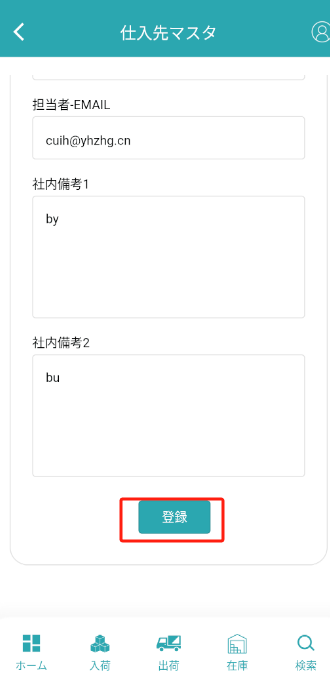 仕入先マスタ
担当者-EMAIL
cuih@yhzhg.cn
社内備考1
by
社内備考2
bu
登録
ホーム
入荷
出荷
在庫
検索